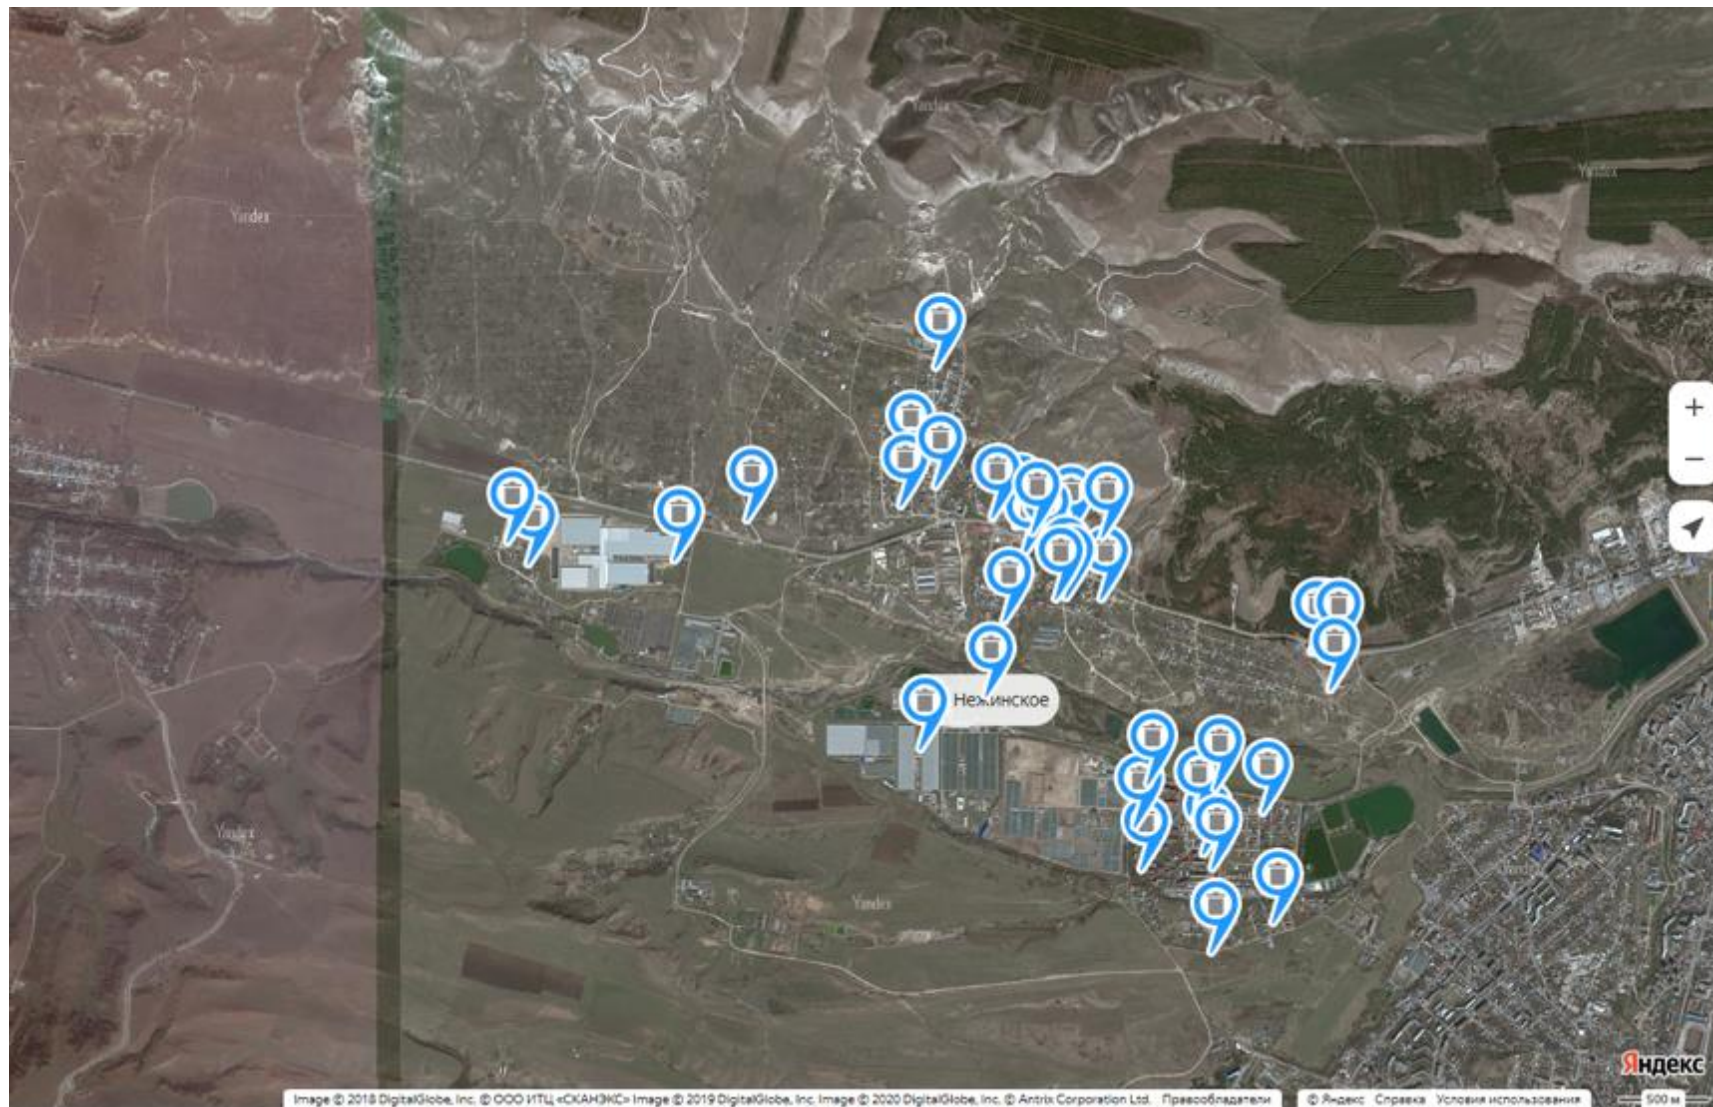 Yandex
Yandex
Yandex
Нежинское
Yandex
Yandex
Yandex
Яндекс
Image © 2018 DigitalGlobe, Inc. © ООО ИТЦ «СКАНЭКС» Image © 2019 DigitalGlobe, Inc. Image © 2020 DigitalGlobe, Inc. © Antrix Corporation Ltd. Правообладатели © Яндекс Справка Условия использования 500 м